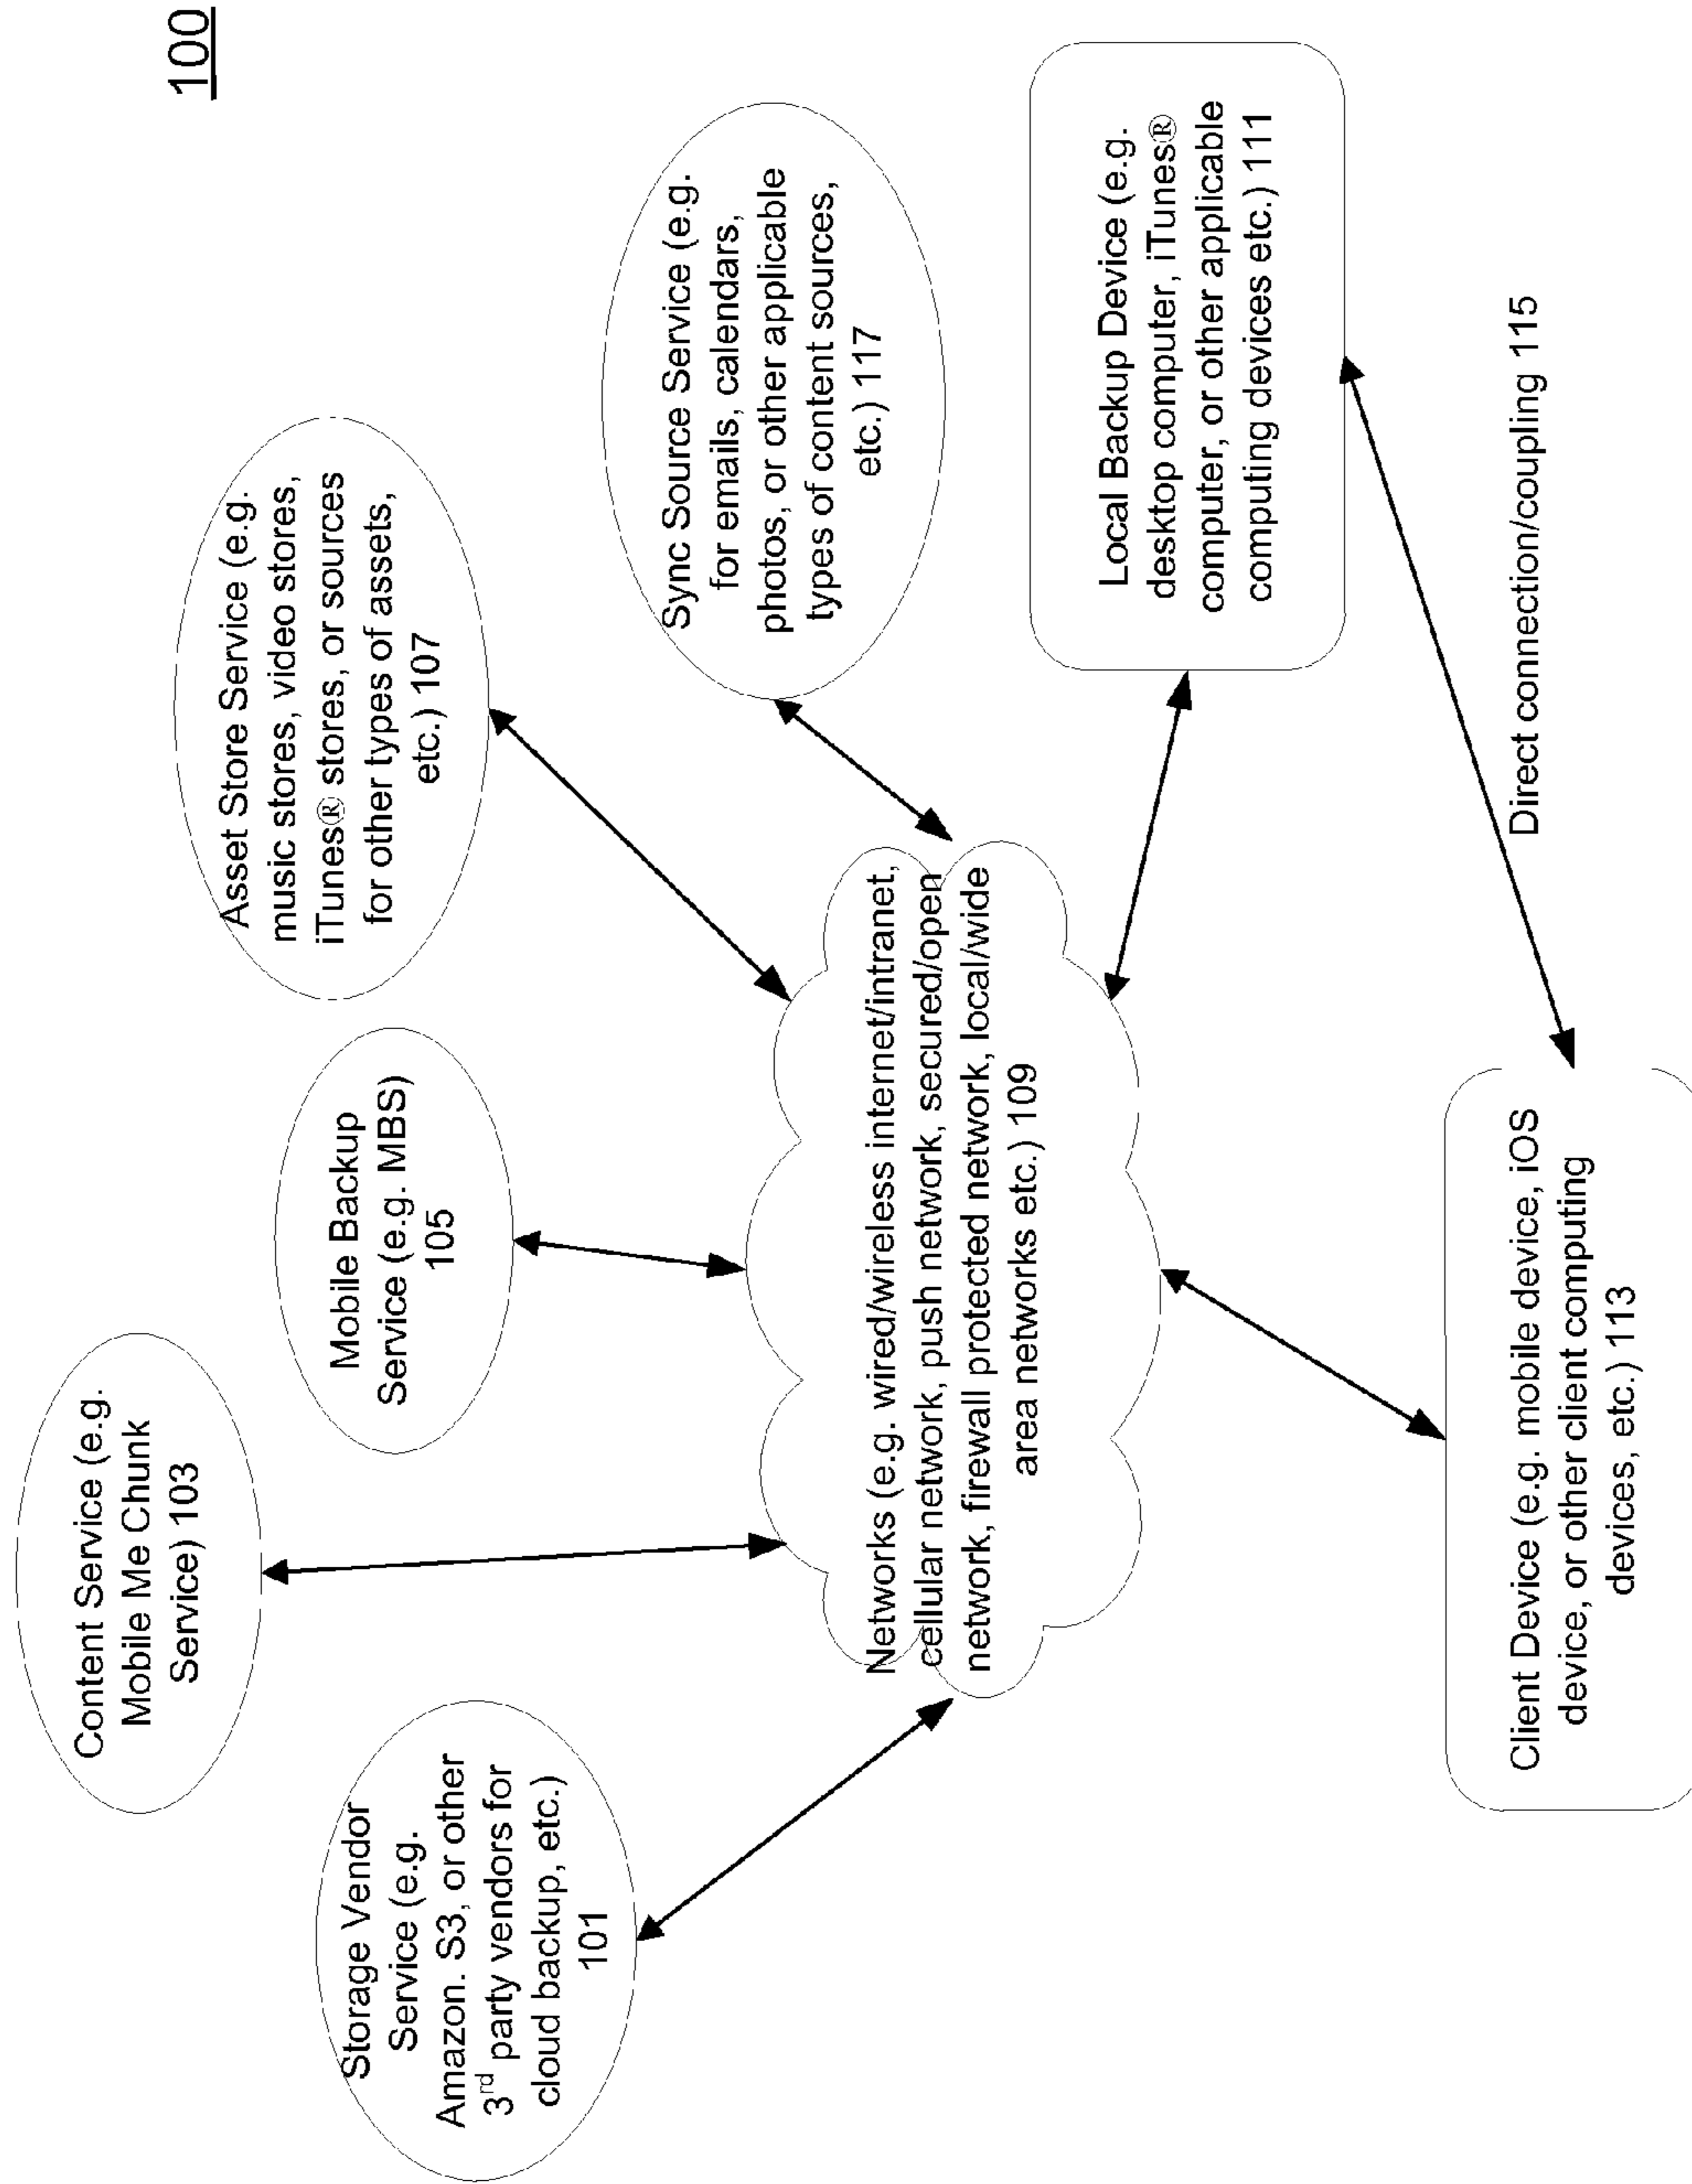 100
Content Service (e.g.
Mobile Me Chunk
Service) 103
Storage Vendor
Service (e.g.
Amazon. S3, or other
3rd party vendors for
cloud backup, etc.)
101
Mobile Backup
Service (e.g. MBS)
105
Asset Store Service (e.g.
music stores, video stores,
iTunes® stores, or sources
for other types of assets,
etc.) 107
Sync Source Service (e.g.
for emails, calendars,
photos, or other applicable
types of content sources,
etc.) 117
Networks (e.g. wired/wireless internet/intranet,
cellular network, push network, secured/open
network, firewall protected network, local/wide
area networks etc.) 109
Local Backup Device (e.g.
desktop computer, iTunes®
computer, or other applicable
computing devices etc.) 111
Direct connection/coupling 115
Client Device (e.g. mobile device, iOS
device, or other client computing
devices, etc.) 113